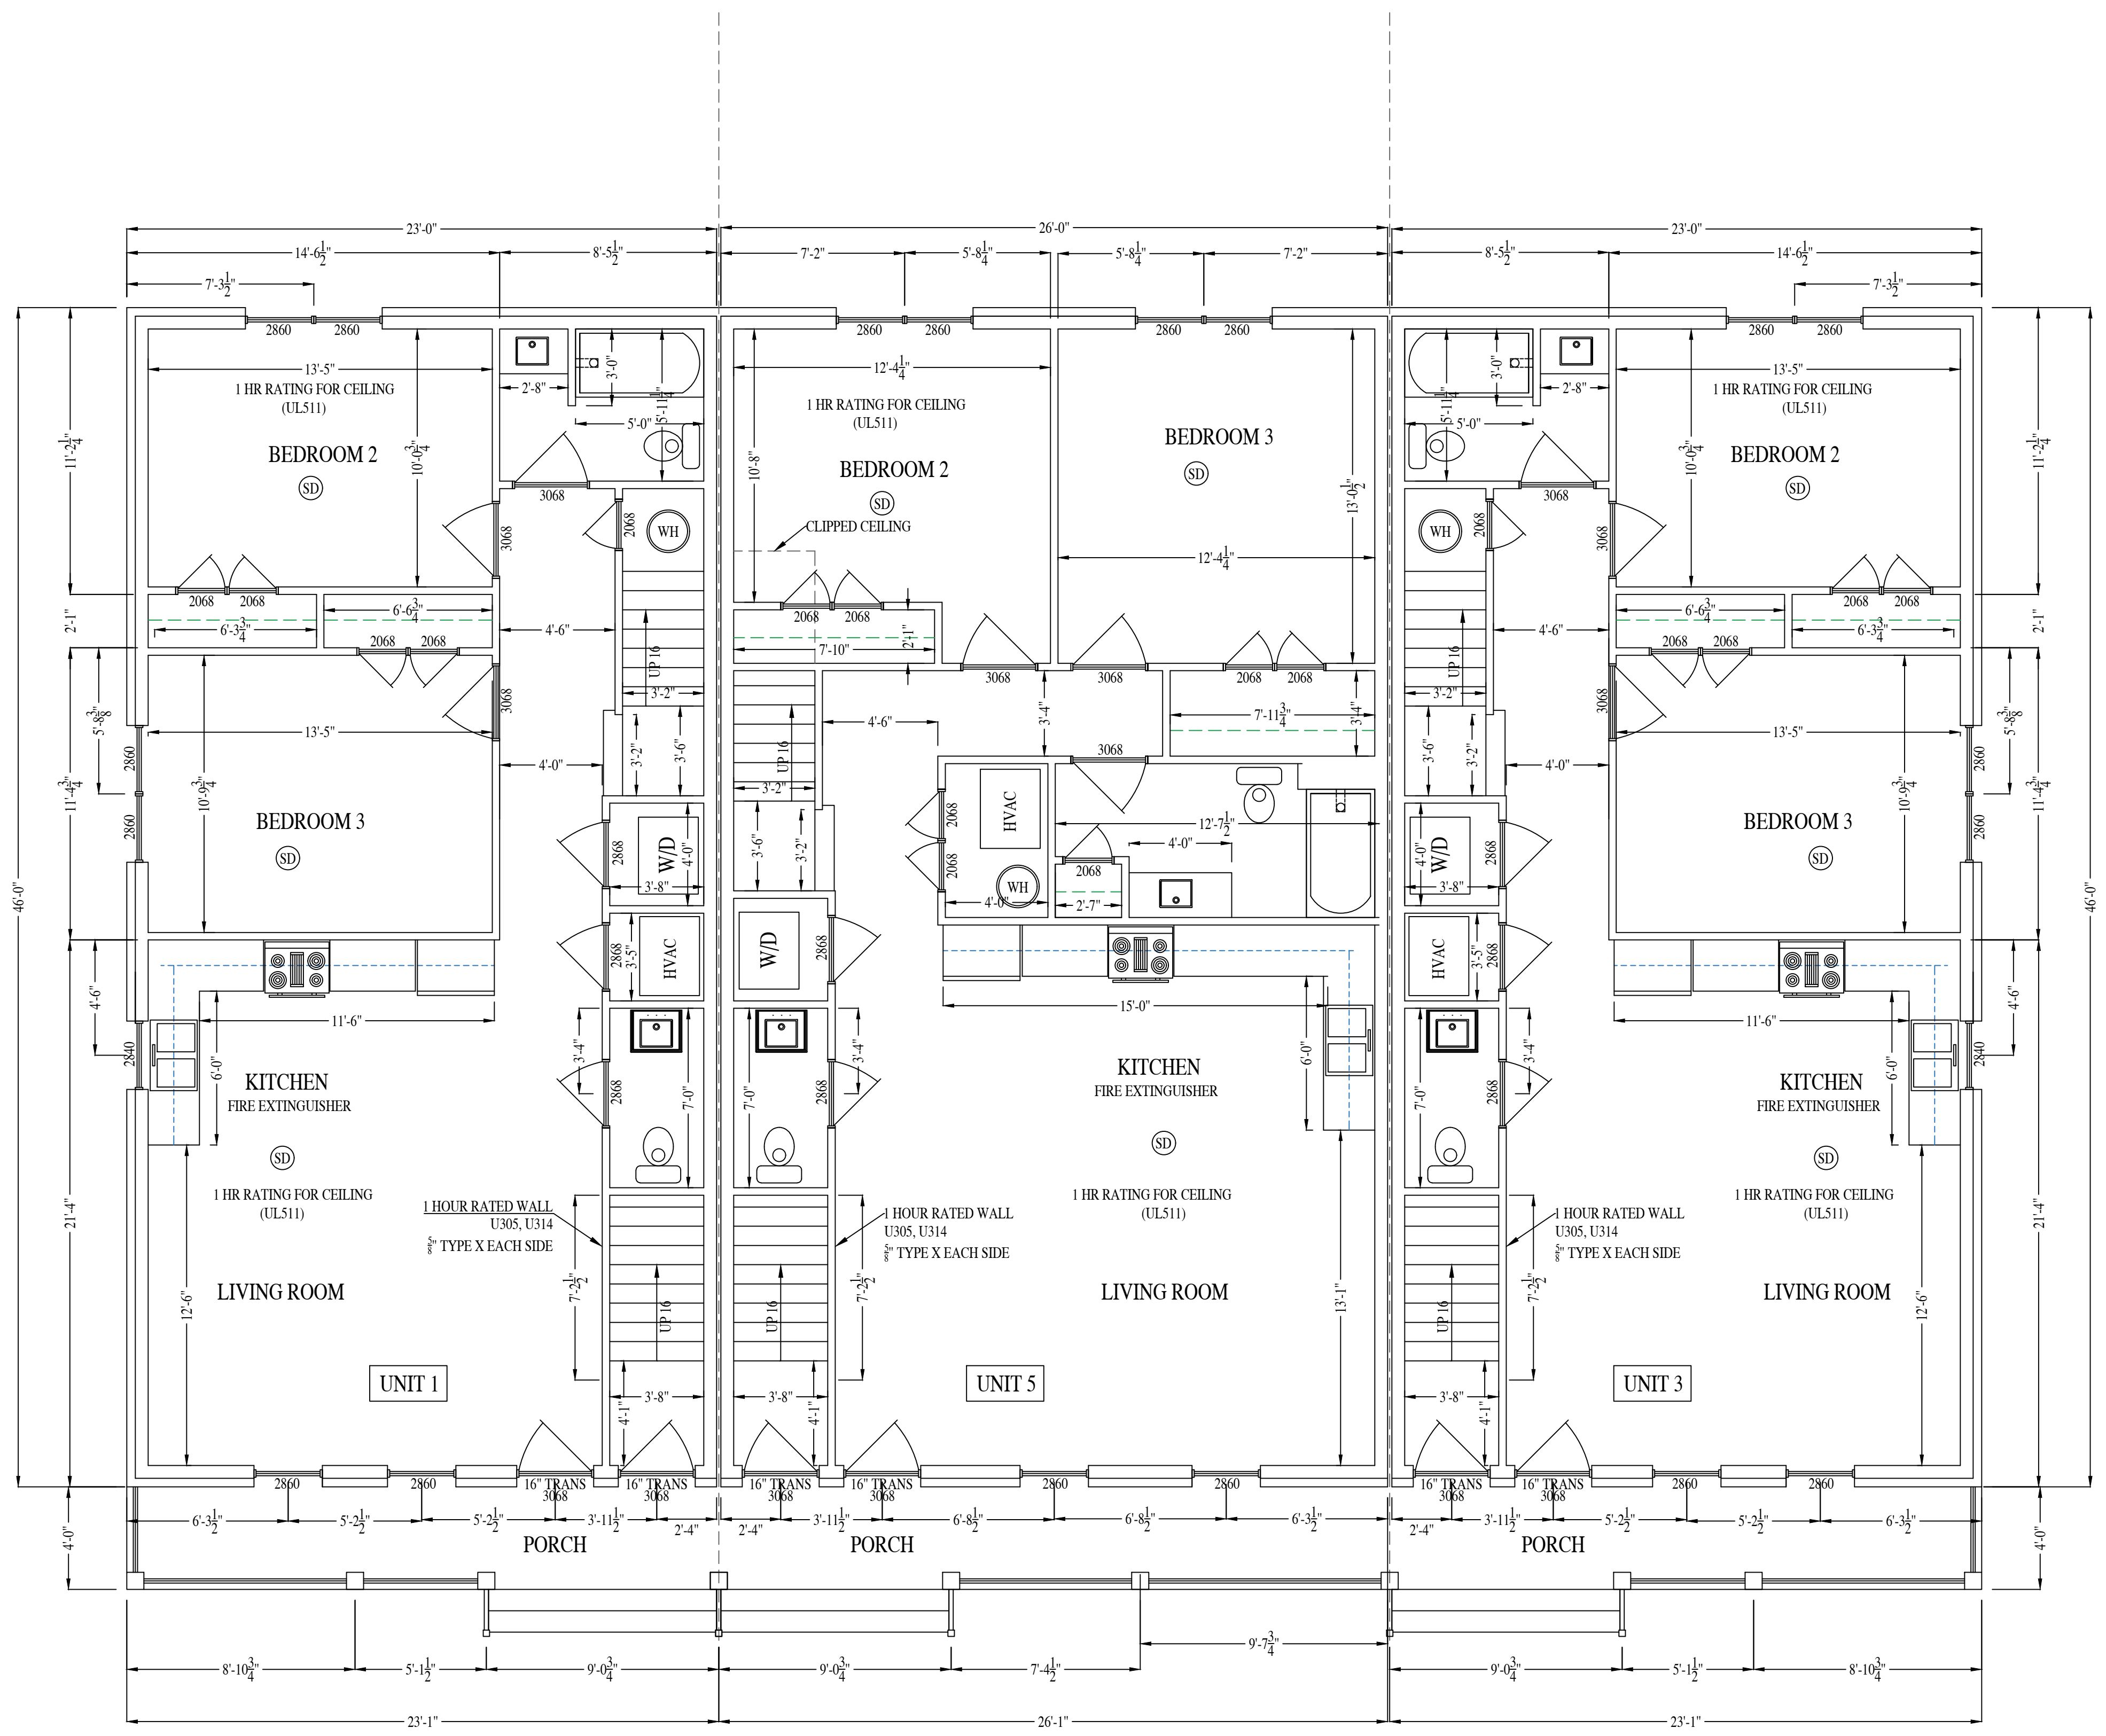 23'-0" 26'-0" 23'-0"
14'-6 1/2" 8'-5 1/2" 7'-2" 5'-8 1/4" 5'-8 1/4" 7'-2" 8'-5 1/2" 14'-6 1/2"
7'-3 1/2" 7'-3 1/2"
2860 2860 2860 2860 2860 2860 2860 2860
13'-5" 3'-0" 12'-4 1/4" 3'-0" 13'-5"
2'-8" 5'-11 1/4" 5'-11 1/4" 2'-8"
1 HR RATING FOR CEILING
(UL511)
1 HR RATING FOR CEILING
(UL511)
1 HR RATING FOR CEILING
(UL511)
5'-0" 5'-0"
11'-2 1/4" BEDROOM 2 10'-0 3/4" 10'-8" BEDROOM 2 BEDROOM 3 10'-0 3/4" BEDROOM 2 11'-2 1/4"
SD SD SD SD
3068 13'-0 1/2" 3068
3068 2068 WH CLIPPED CEILING WH 2068 3068
12'-4 1/4"
2068 2068 6'-6 3/4" 2068 2068 6'-6 3/4" 2068 2068
2'-1" 6'-3 3/4" 4'-6" 2'-1" 4'-6" 6'-3 3/4" 2'-1"
2068 2068 7'-10" 2068 2068
UP 16 3068 3068 2068 2068 UP 16
3068 3'-2" 3'-2" 3068
5'-8 3/8" 13'-5" 4'-6" 3'-4" 7'-11 3/4" 3'-4" 13'-5" 5'-8 3/8"
2860 4'-0" 3'-2" 3'-6" UP 16 3068 3'-6" 3'-2" 4'-0" 2860
3'-2"
11'-4 3/4" 10'-9 3/4" 10'-9 3/4" 11'-4 3/4"
2860 BEDROOM 3 2068 HVAC 12'-7 1/2" BEDROOM 3 2860
SD 2868 W/D 4'-0" 3'-6" 3'-2" 2068 4'-0" 4'-0" W/D 2868 SD
3'-8" WH 2068 3'-8"
4'-0" 2'-7"
46'-0" 46'-0"
2868 3'-5" HVAC W/D 2868 HVAC 3'-5" 2868
4'-6" 11'-6" 15'-0" 11'-6" 4'-6"
2840 6'-0" 3'-4" 3'-4" 6'-0" 3'-4" 6'-0" 2840
KITCHEN
FIRE EXTINGUISHER
KITCHEN
FIRE EXTINGUISHER
KITCHEN
FIRE EXTINGUISHER
2868 7'-0" 7'-0" 2868 7'-0" 2868
SD SD SD
1 HR RATING FOR CEILING
(UL511)
1 HR RATING FOR CEILING
(UL511)
1 HR RATING FOR CEILING
(UL511)
1 HOUR RATED WALL
U305, U314
5/8" TYPE X EACH SIDE
1 HOUR RATED WALL
U305, U314
5/8" TYPE X EACH SIDE
1 HOUR RATED WALL
U305, U314
5/8" TYPE X EACH SIDE
21'-4" 21'-4"
LIVING ROOM 7'-2 1/2" 7'-2 1/2" LIVING ROOM 7'-2 1/2" LIVING ROOM
12'-6" UP 16 UP 16 13'-1" UP 16 12'-6"
UNIT 1 UNIT 5 UNIT 3
3'-8" 3'-8" 3'-8"
4'-1" 4'-1" 4'-1"
2860 2860 16" TRANS 16" TRANS 16" TRANS 16" TRANS 2860 2860 16" TRANS 16" TRANS 2860 2860
3068 3068 3068 3068 3068 3068
6'-3 1/2" 5'-2 1/2" 5'-2 1/2" 3'-11 1/2" 2'-4" 2'-4" 3'-11 1/2" 6'-8 1/2" 6'-8 1/2" 6'-3 1/2" 2'-4" 3'-11 1/2" 5'-2 1/2" 5'-2 1/2" 6'-3 1/2"
4'-0" PORCH PORCH PORCH 4'-0"
9'-7 3/4"
8'-10 3/4" 5'-1 1/2" 9'-0 3/4" 9'-0 3/4" 7'-4 1/2" 9'-0 3/4" 5'-1 1/2" 8'-10 3/4"
23'-1" 26'-1" 23'-1"